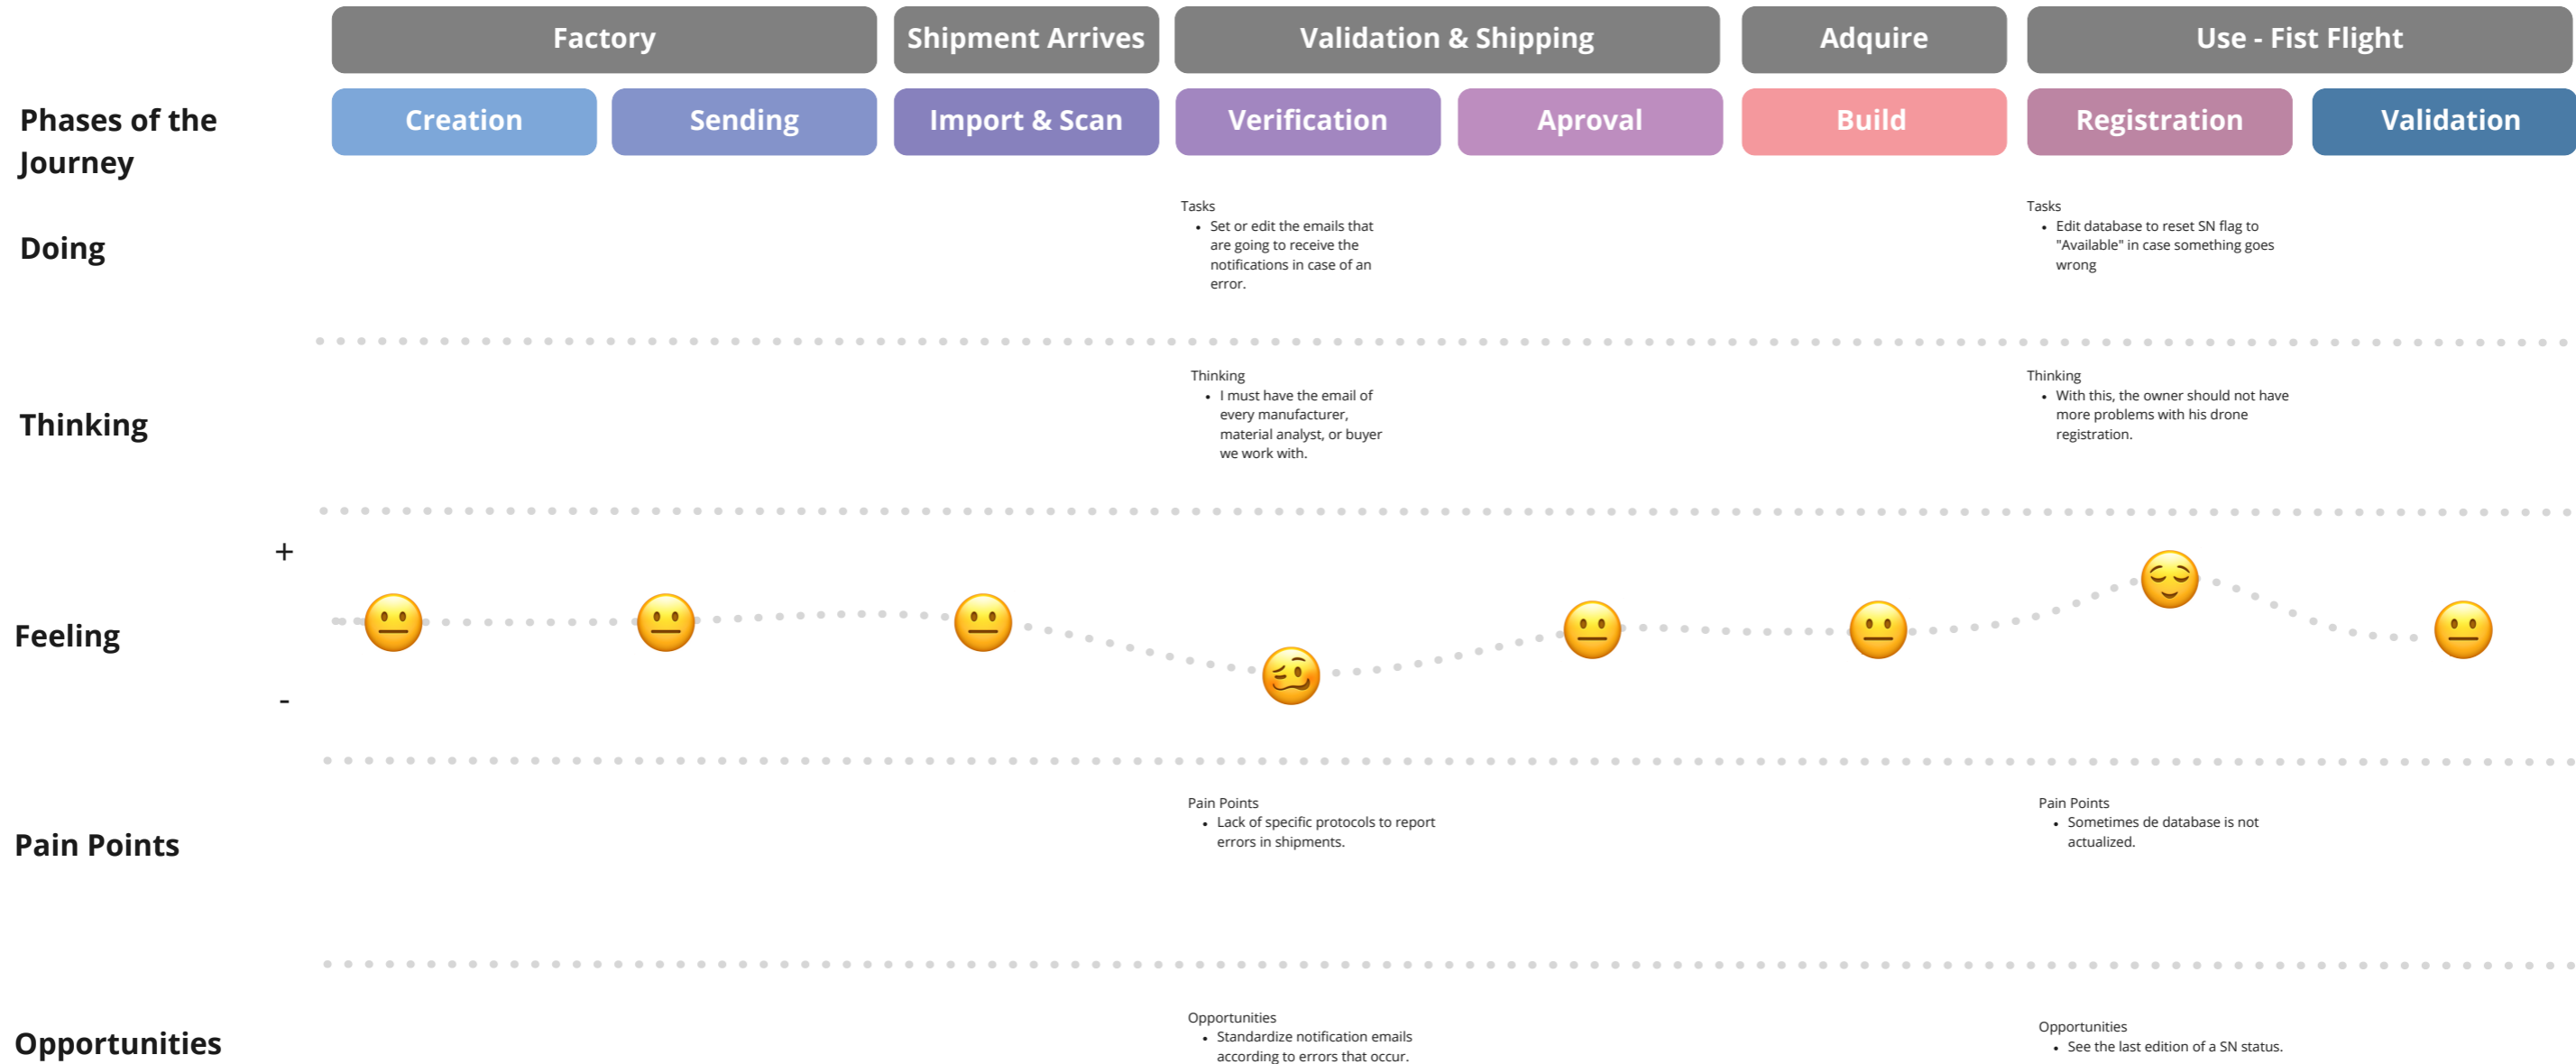 Factory
Shipment Arrives
Validation & Shipping
Adquire
Use - Fist Flight
Phases of the
Journey
Creation
Sending
Import & Scan
Verification
Aproval
Build
Registration
Validation
Doing
Tasks
• Set or edit the emails that
are going to receive the
notifications in case of an
error.
Tasks
• Edit database to reset SN flag to
"Available" in case something goes
wrong
Thinking
Thinking
• I must have the email of
every manufacturer,
material analyst, or buyer
we work with.
Thinking
• With this, the owner should not have
more problems with his drone
registration.
+
Feeling
-
Pain Points
Pain Points
• Lack of specific protocols to report
errors in shipments.
Pain Points
• Sometimes de database is not
actualized.
Opportunities
Opportunities
• Standardize notification emails
according to errors that occur.
Opportunities
• See the last edition of a SN status.